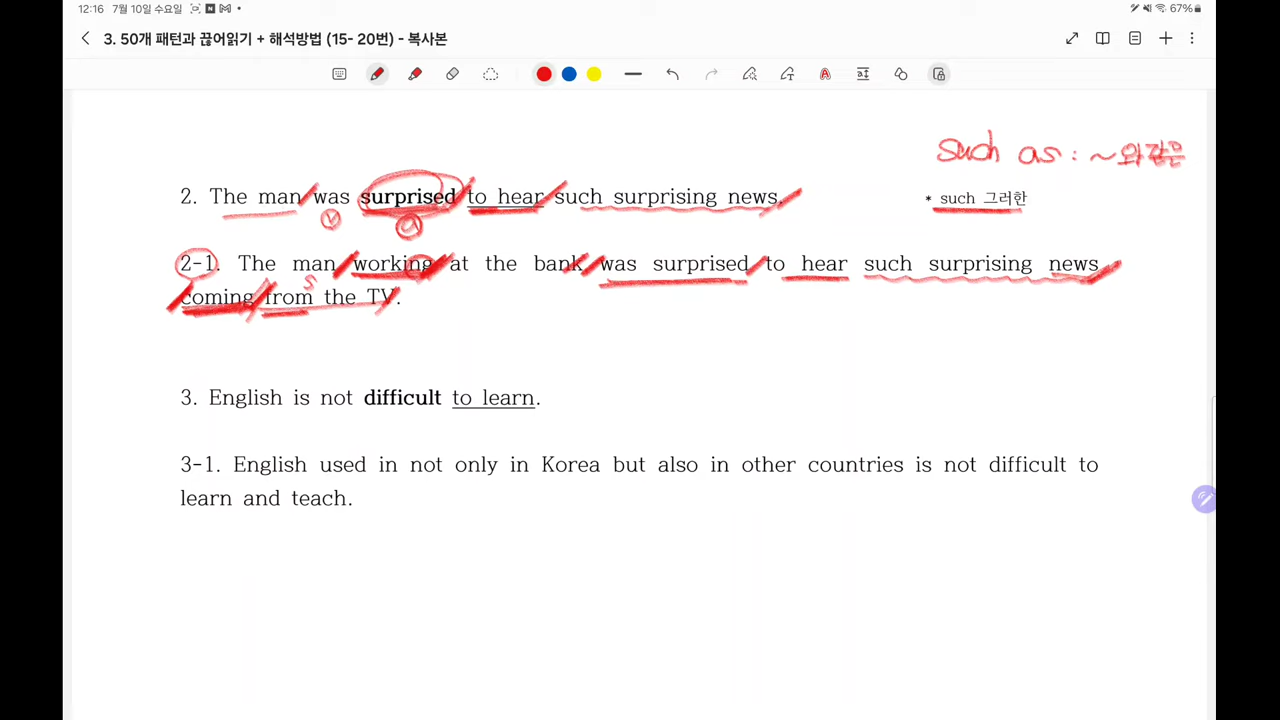 12:16 7월 10일 수요일
67%
3. 50개 패턴과 끊어읽기 + 해석방법 (15- 20번) - 복사본
such as : ~ 와 같은
2. The man was surprised to hear such surprising news.
* such 그러한
v
a
2-1. The man working at the bank was surprised to hear such surprising news
s
coming from the TV.
3. English is not difficult to learn.
3-1. English used in not only in Korea but also in other countries is not difficult to
learn and teach.